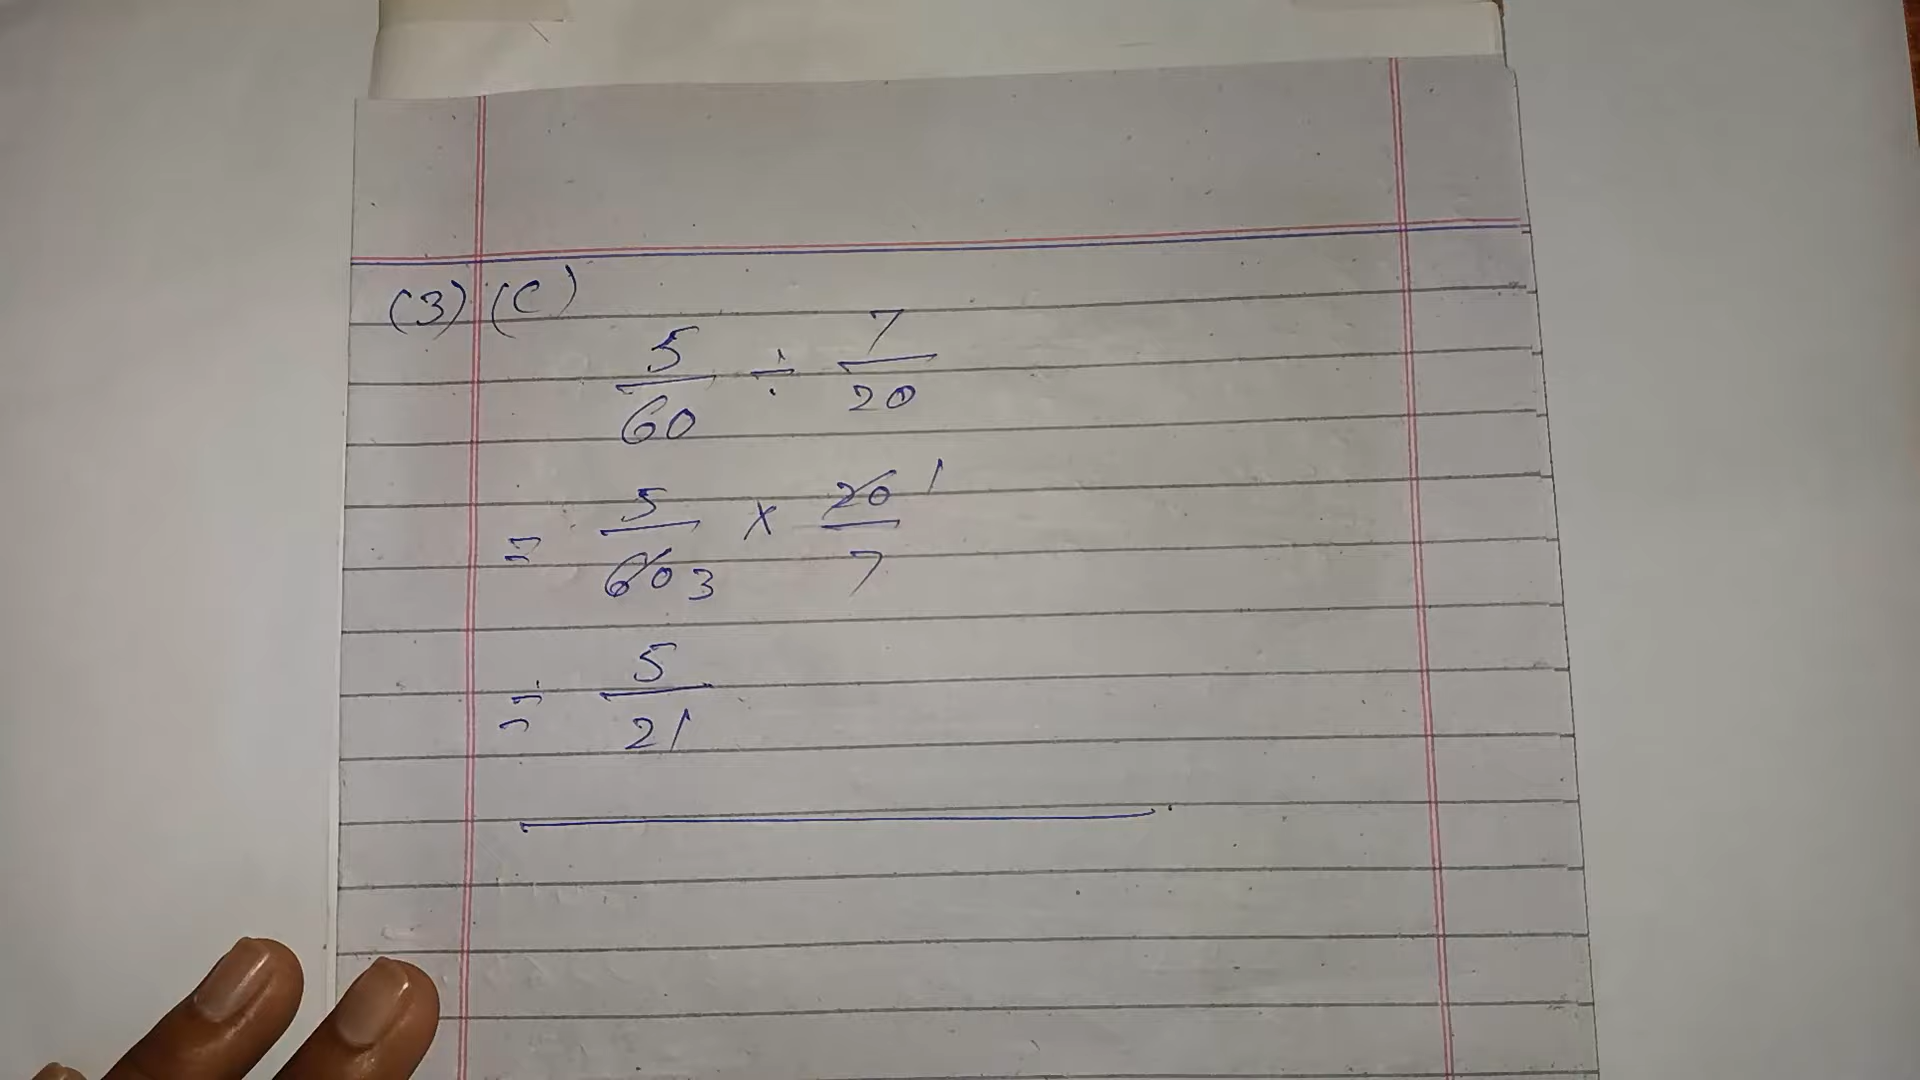 (3) (C)
5/60 ÷ 7/20
= 5/60 3 × 20 1/7
= 5/21